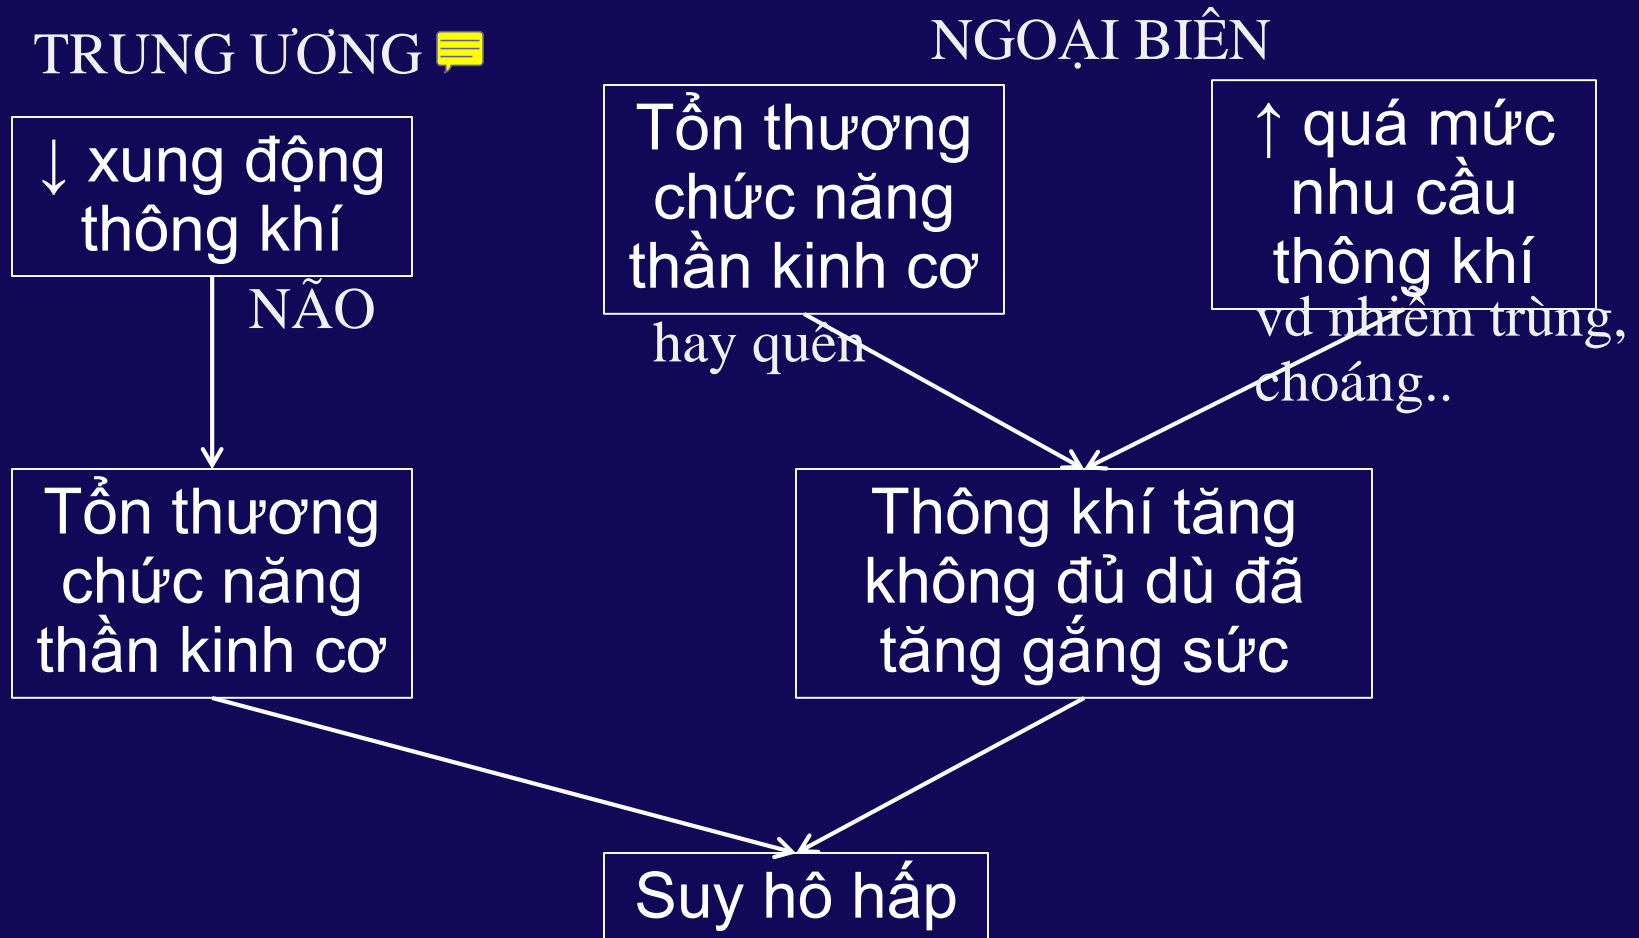 TRUNG ƯƠNG
↓ xung động
thông khí
NÃO
NGOẠI BIÊN
Tổn thương
chức năng
thần kinh cơ
hay quên
↑ quá mức
nhu cầu
thông khí
vd nhiễm trùng,
choáng..
Tổn thương
chức năng
thần kinh cơ
Thông khí tăng
không đủ dù đã
tăng gắng sức
Suy hô hấp